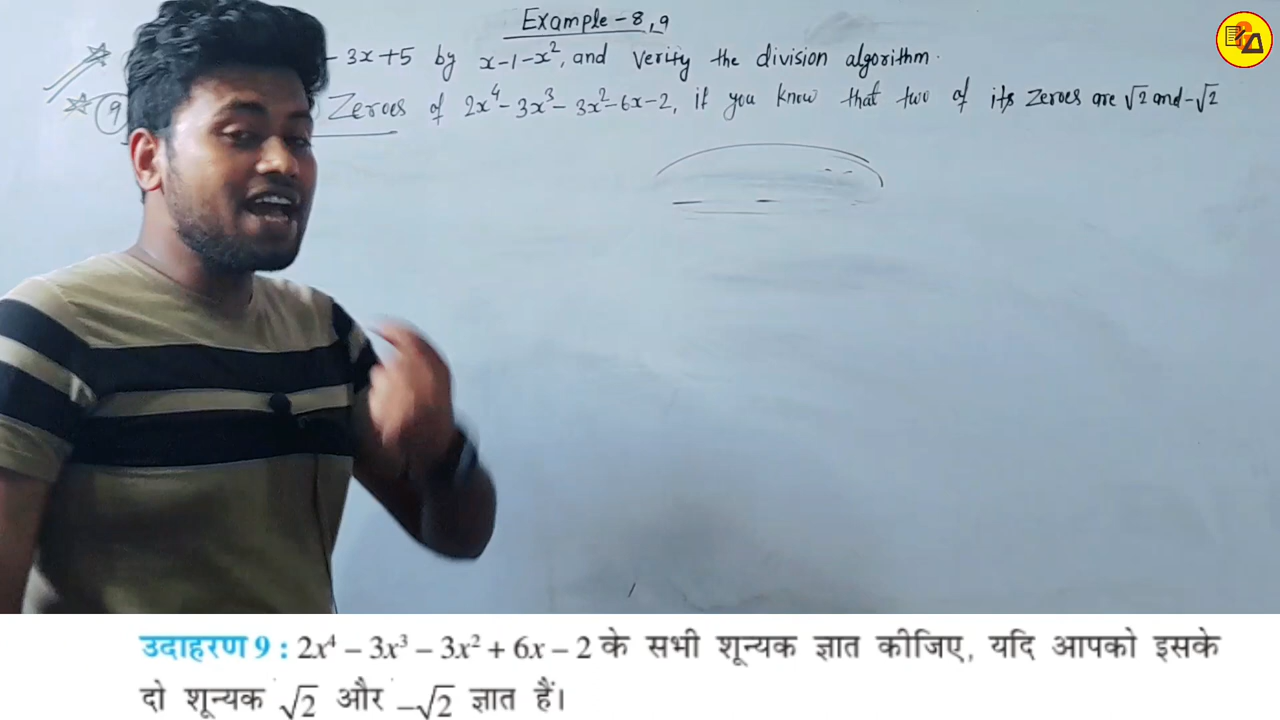 Example-8,9
- 3x+5 by x-1-x², and Verify the division algorithm.
9 Zeroes of 2x⁴-3x³-3x²-6x-2, if you know that two of its zeroes are √2 and -√2
उदाहरण 9 : 2x⁴ – 3x³ – 3x² + 6x – 2 के सभी शून्यक ज्ञात कीजिए, यदि आपको इसके
दो शून्यक √2 और –√2 ज्ञात हैं।